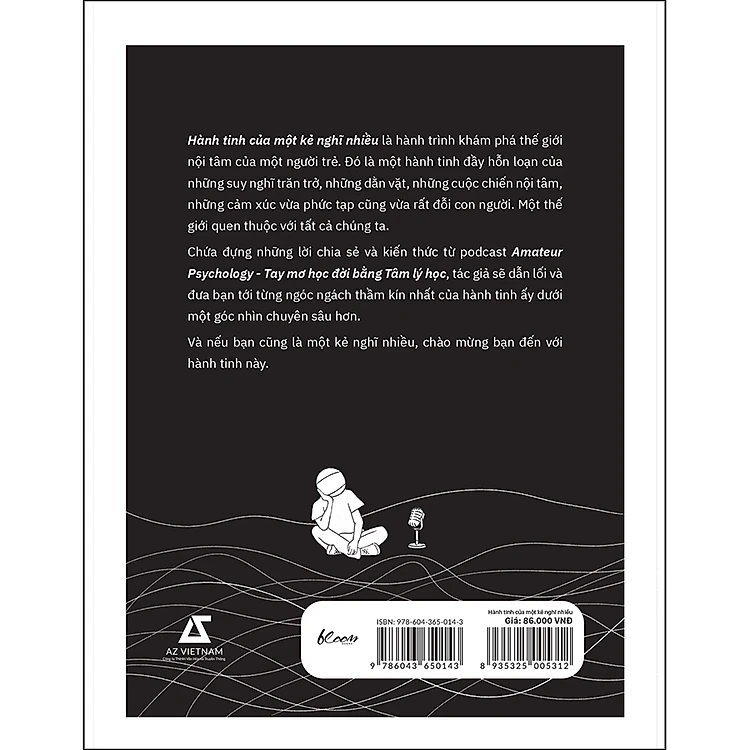 Hành tinh của một kẻ nghĩ nhiều là hành trình khám phá thế giới
nội tâm của một người trẻ. Đó là một hành tinh đầy hỗn loạn của
những suy nghĩ trăn trở, những dằn vặt, những cuộc chiến nội tâm,
những cảm xúc vừa phức tạp cũng vừa rất đỗi con người. Một thế
giới quen thuộc với tất cả chúng ta.
Chứa đựng những lời chia sẻ và kiến thức từ podcast Amateur
Psychology - Tay mơ học đời bằng Tâm lý học, tác giả sẽ dẫn lối và
đưa bạn tới từng ngóc ngách thầm kín nhất của hành tinh ấy dưới
một góc nhìn chuyên sâu hơn.
Và nếu bạn cũng là một kẻ nghĩ nhiều, chào mừng bạn đến với
hành tinh này.
AZ VIETNAM
bloom
ISBN: 978-604-365-014-3
9 786043 650143
Hành tinh của một kẻ nghĩ nhiều
Giá: 86.000 VNĐ
8 935325 005312